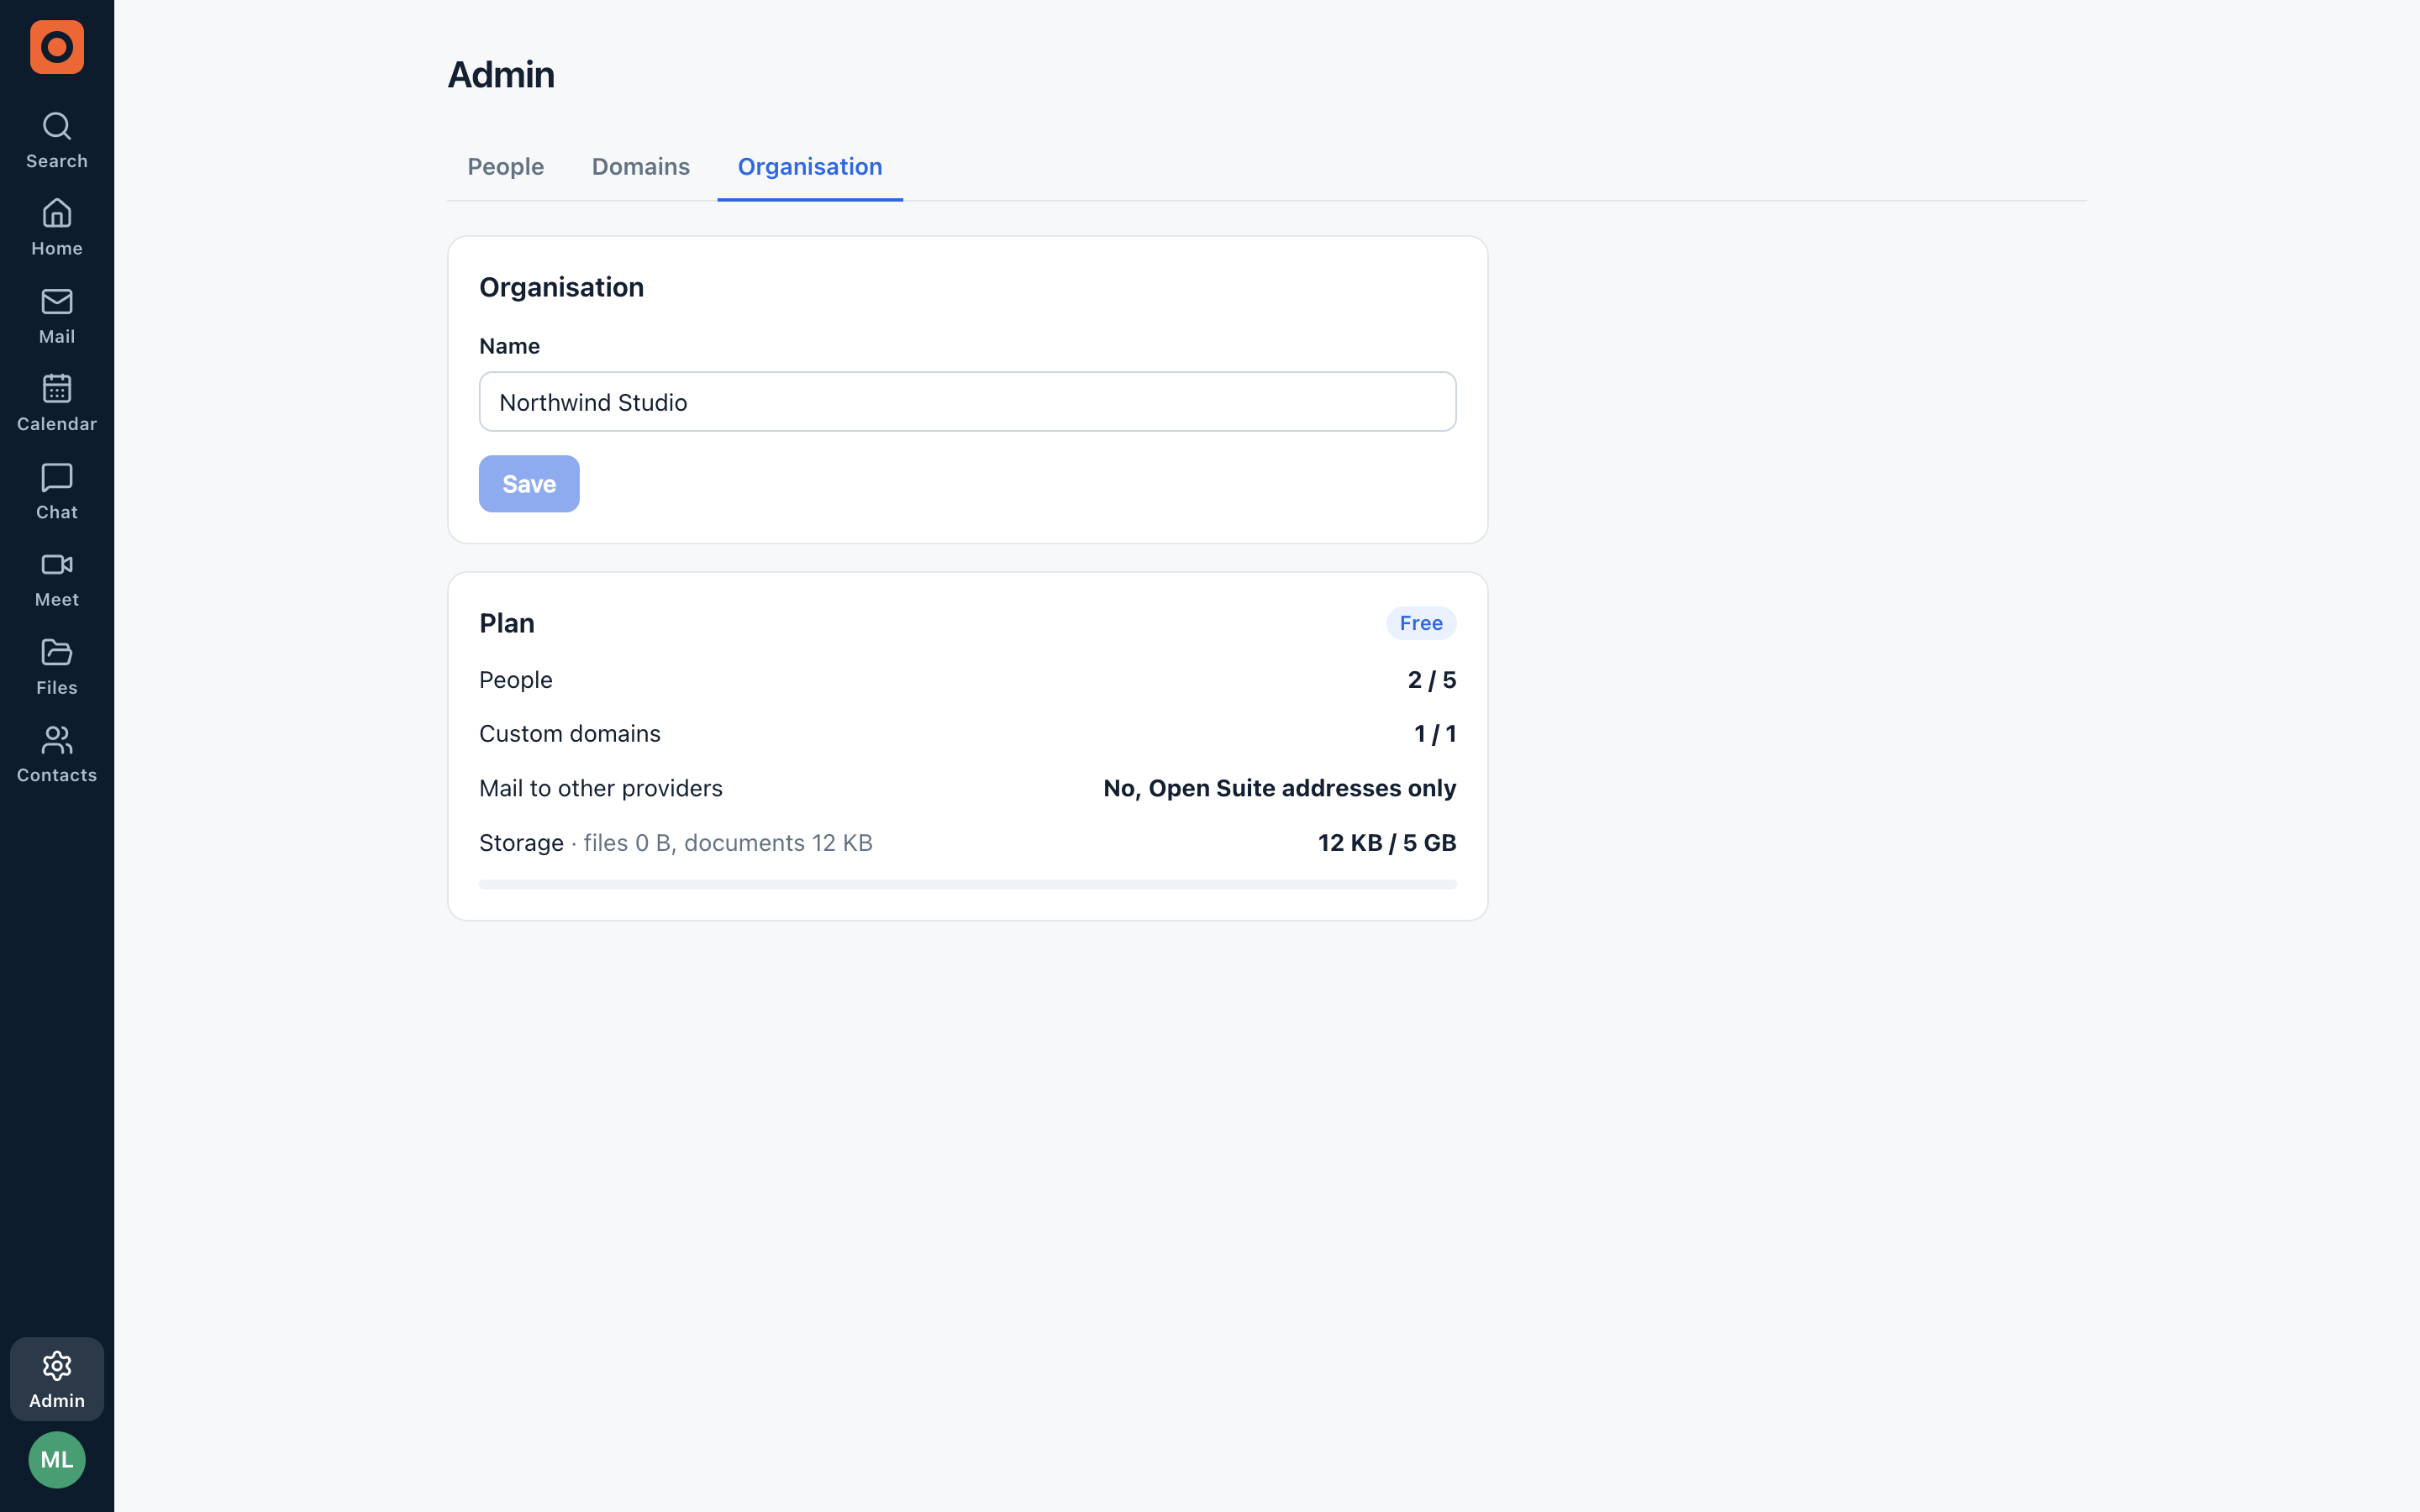 Search
Home
Mail
Calendar
Chat
Meet
Files
Contacts
Admin
ML
Admin
People Domains Organisation
Organisation
Name
Northwind Studio
Save
Plan Free
People 2 / 5
Custom domains 1 / 1
Mail to other providers No, Open Suite addresses only
Storage · files 0 B, documents 12 KB 12 KB / 5 GB